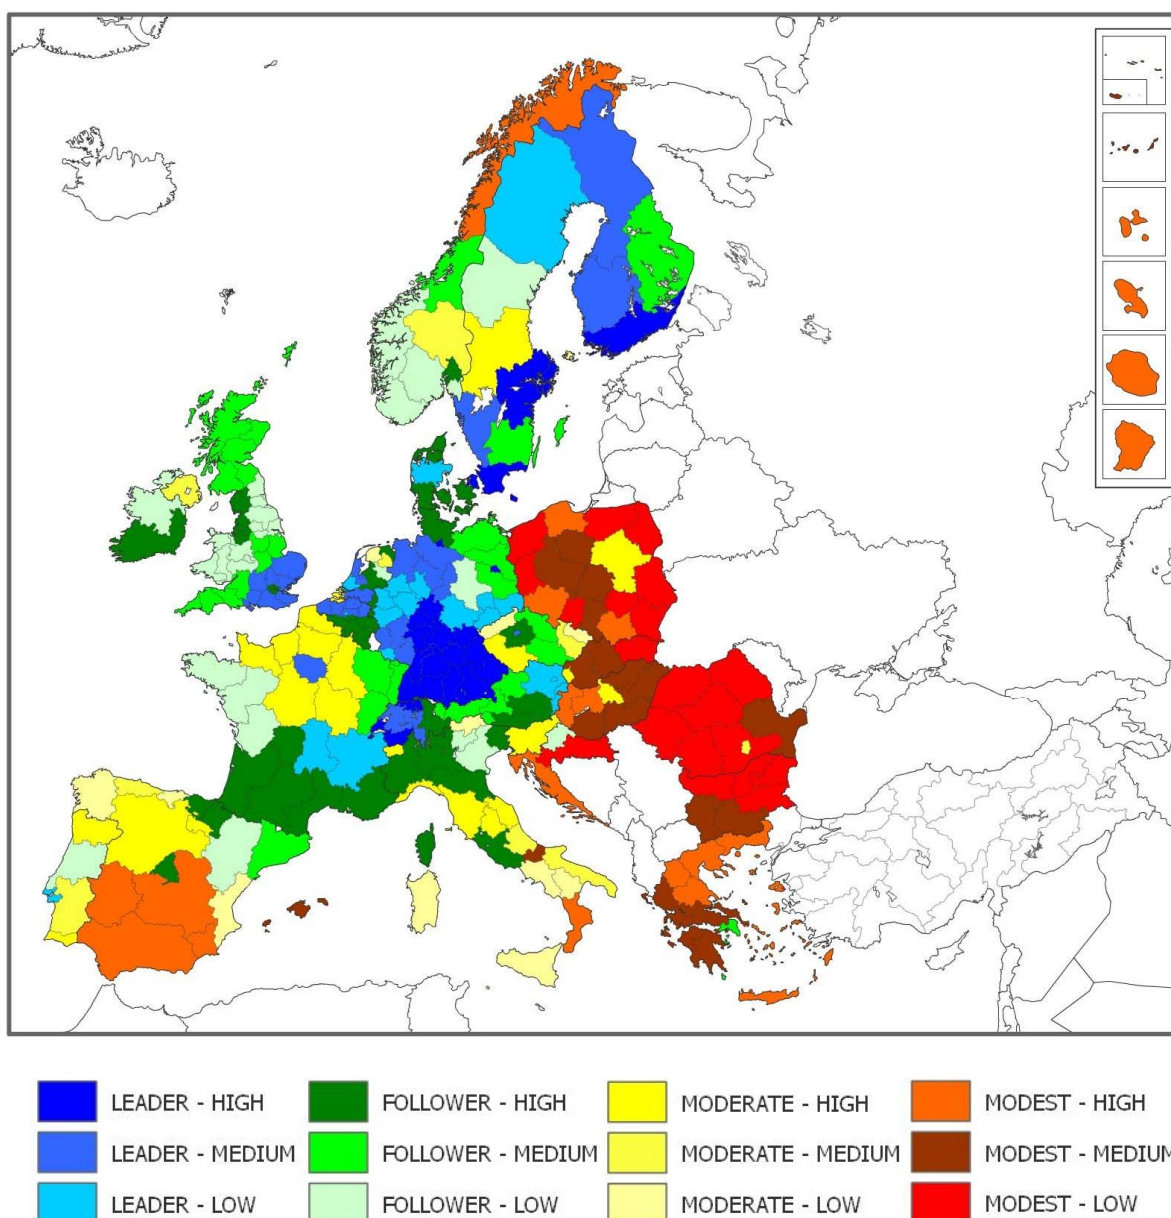 LEADER - HIGH FOLLOWER - HIGH MODERATE - HIGH MODEST - HIGH
LEADER - MEDIUM FOLLOWER - MEDIUM MODERATE - MEDIUM MODEST - MEDIUM
LEADER - LOW FOLLOWER - LOW MODERATE - LOW MODEST - LOW